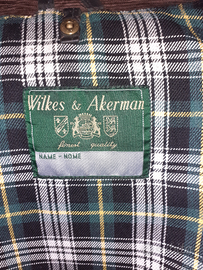 Wilkes & Akerman
finest quality
NAME - NOME